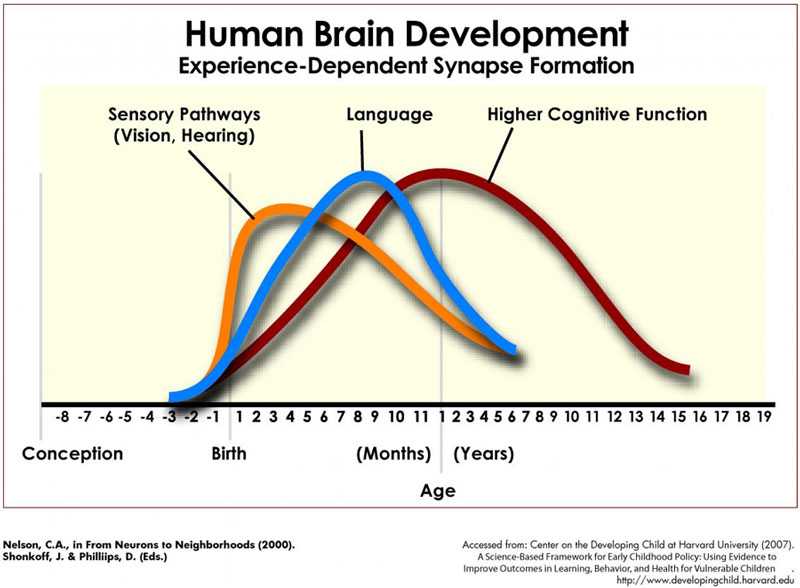 Human Brain Development
Experience-Dependent Synapse Formation
Sensory Pathways
(Vision, Hearing)
Language
Higher Cognitive Function
-8 -7 -6 -5 -4 -3 -2 -1 1 2 3 4 5 6 7 8 9 10 11 1 2 3 4 5 6 7 8 9 10 11 12 13 14 15 16 17 18 19
Conception
Birth
(Months)
(Years)
Age
Nelson, C.A., in From Neurons to Neighborhoods (2000).
Shonkoff, J. & Philliips, D. (Eds.)
Accessed from: Center on the Developing Child at Harvard University (2007).
A Science-Based Framework for Early Childhood Policy: Using Evidence to
Improve Outcomes in Learning, Behavior, and Health for Vulnerable Children .
http://www.developingchild.harvard.edu